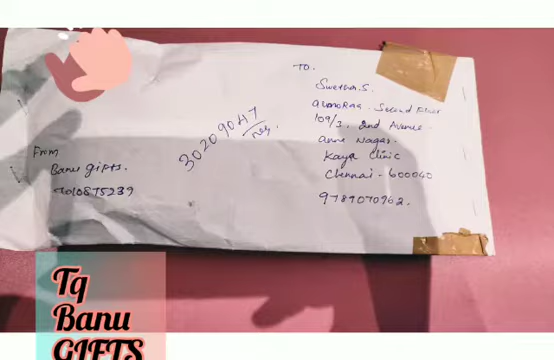 TO.
Swetha.S.
Second Floor
109/3, 2nd Avenue.
Anna Nagar.
Kaya Clinic
Chennai - 600040
9789070962.
30209047
From
Banu gifts.
Tq
Banu
GIFTS